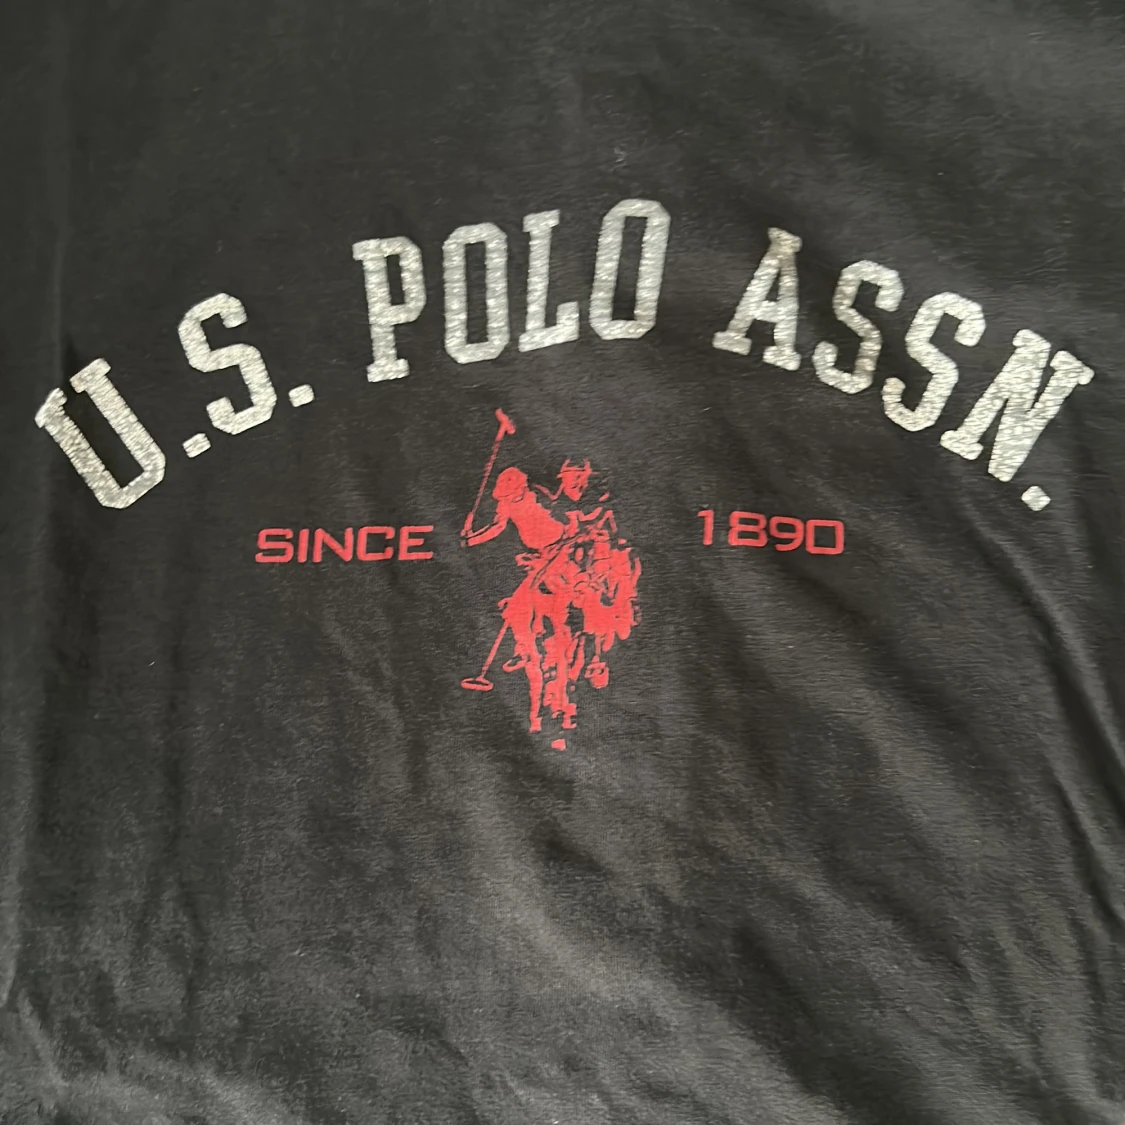 U.S. POLO ASSN.
SINCE 1890